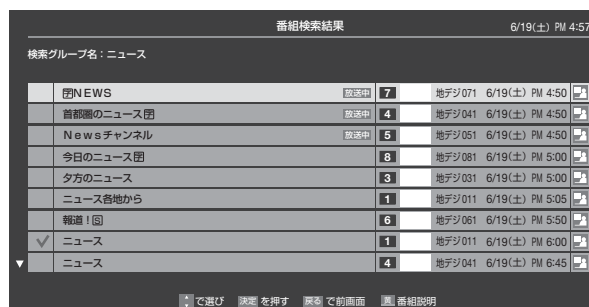 番組検索結果 6/19(土) PM 4:57
検索グループ名：ニュース
字NEWS 放送中 7 地デジ071 6/19(土) PM 4:50
首都圏のニュース字 放送中 4 地デジ041 6/19(土) PM 4:50
Newsチャンネル 放送中 5 地デジ051 6/19(土) PM 4:50
今日のニュース字 8 地デジ081 6/19(土) PM 5:00
夕方のニュース 3 地デジ031 6/19(土) PM 5:00
ニュース各地から 1 地デジ011 6/19(土) PM 5:05
報道！S 6 地デジ061 6/19(土) PM 5:50
ニュース 1 地デジ011 6/19(土) PM 6:00
ニュース 4 地デジ041 6/19(土) PM 6:45
で選び 決定 を押す 戻る で前画面 黄 番組説明